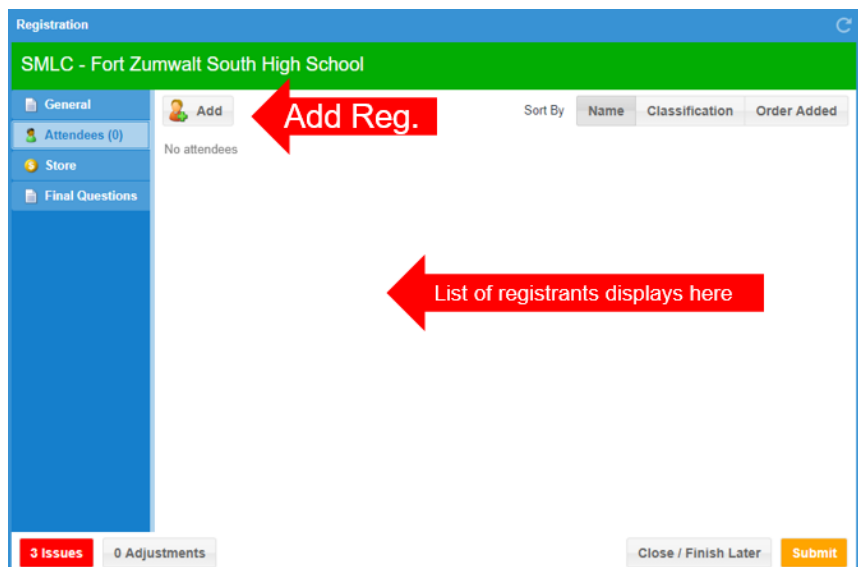 Registration
SMLC - Fort Zumwalt South High School
General
Attendees (0)
Store
Final Questions
Add
Add Reg.
Sort By Name Classification Order Added
No attendees
List of registrants displays here
3 Issues 0 Adjustments Close / Finish Later Submit